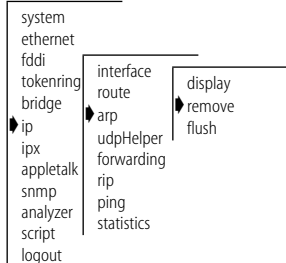 system
ethernet
fddi
tokenring
bridge
ip
ipx
appletalk
snmp
analyzer
script
logout
interface
route
arp
udpHelper
forwarding
rip
ping
statistics
display
remove
flush